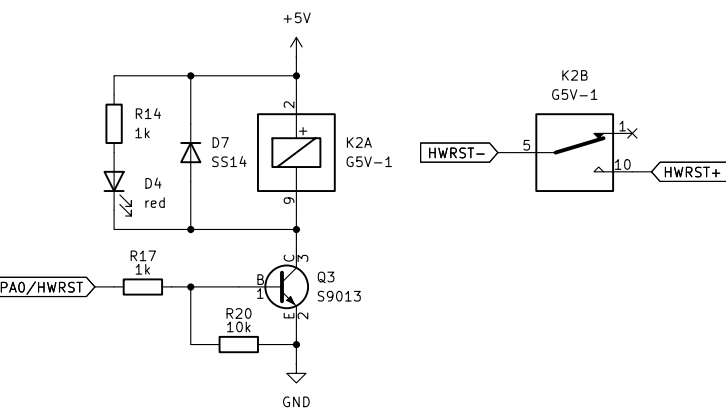 +5V
K2B
G5V-1
R14
1k
2
+
K2A
G5V-1
D7
SS14
D4
red
9
1
5
10
HWRST-
HWRST+
R17
1k
PA0/HWRST
B
1
C
3
Q3
S9013
E
2
R20
10k
GND